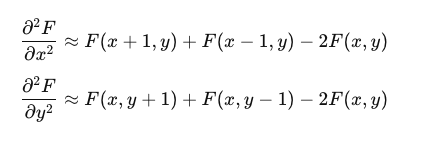 ∂²F/∂x² ≈ F(x + 1, y) + F(x − 1, y) − 2F(x, y)
∂²F/∂y² ≈ F(x, y + 1) + F(x, y − 1) − 2F(x, y)